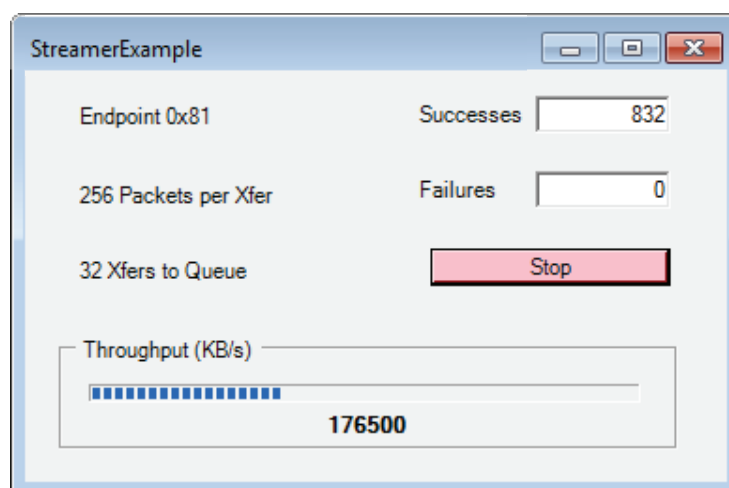 StreamerExample
Endpoint 0x81
Successes 832
256 Packets per Xfer
Failures 0
32 Xfers to Queue
Stop
Throughput (KB/s)
176500